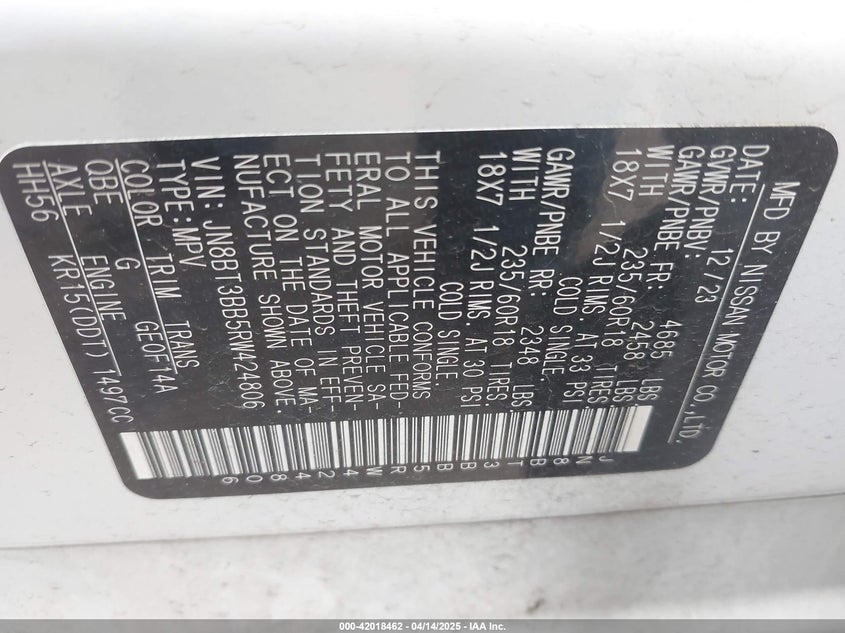 MFD BY NISSAN MOTOR CO.,LTD.
DATE: 12/23
GVWR/PNBV: 4685 LBS
GAWR/PNBE FR: 2468 LBS
WITH 235/60R18 TIRES:
18X7 1/2J RIMS. AT 33 PSI
COLD SINGLE.
GAWR/PNBE RR: 2348 LBS
WITH 235/60R18 TIRES:
18X7 1/2J RIMS. AT 30 PSI
COLD SINGLE.
THIS VEHICLE CONFORMS
TO ALL APPLICABLE FED-
ERAL MOTOR VEHICLE SA-
FETY AND THEFT PREVEN-
TION STANDARDS IN EFF-
ECT ON THE DATE OF MA-
NUFACTURE SHOWN ABOVE.
VIN: JN8BT3BB5RW424806
TYPE:MPV
COLOR TRIM TRANS
QBE G GE0F14A
AXLE ENGINE
HH56 KR15(DDT) 1497CC
JN8BT3BB5RW424806
000-42018462 - 04/14/2025 - IAA Inc.